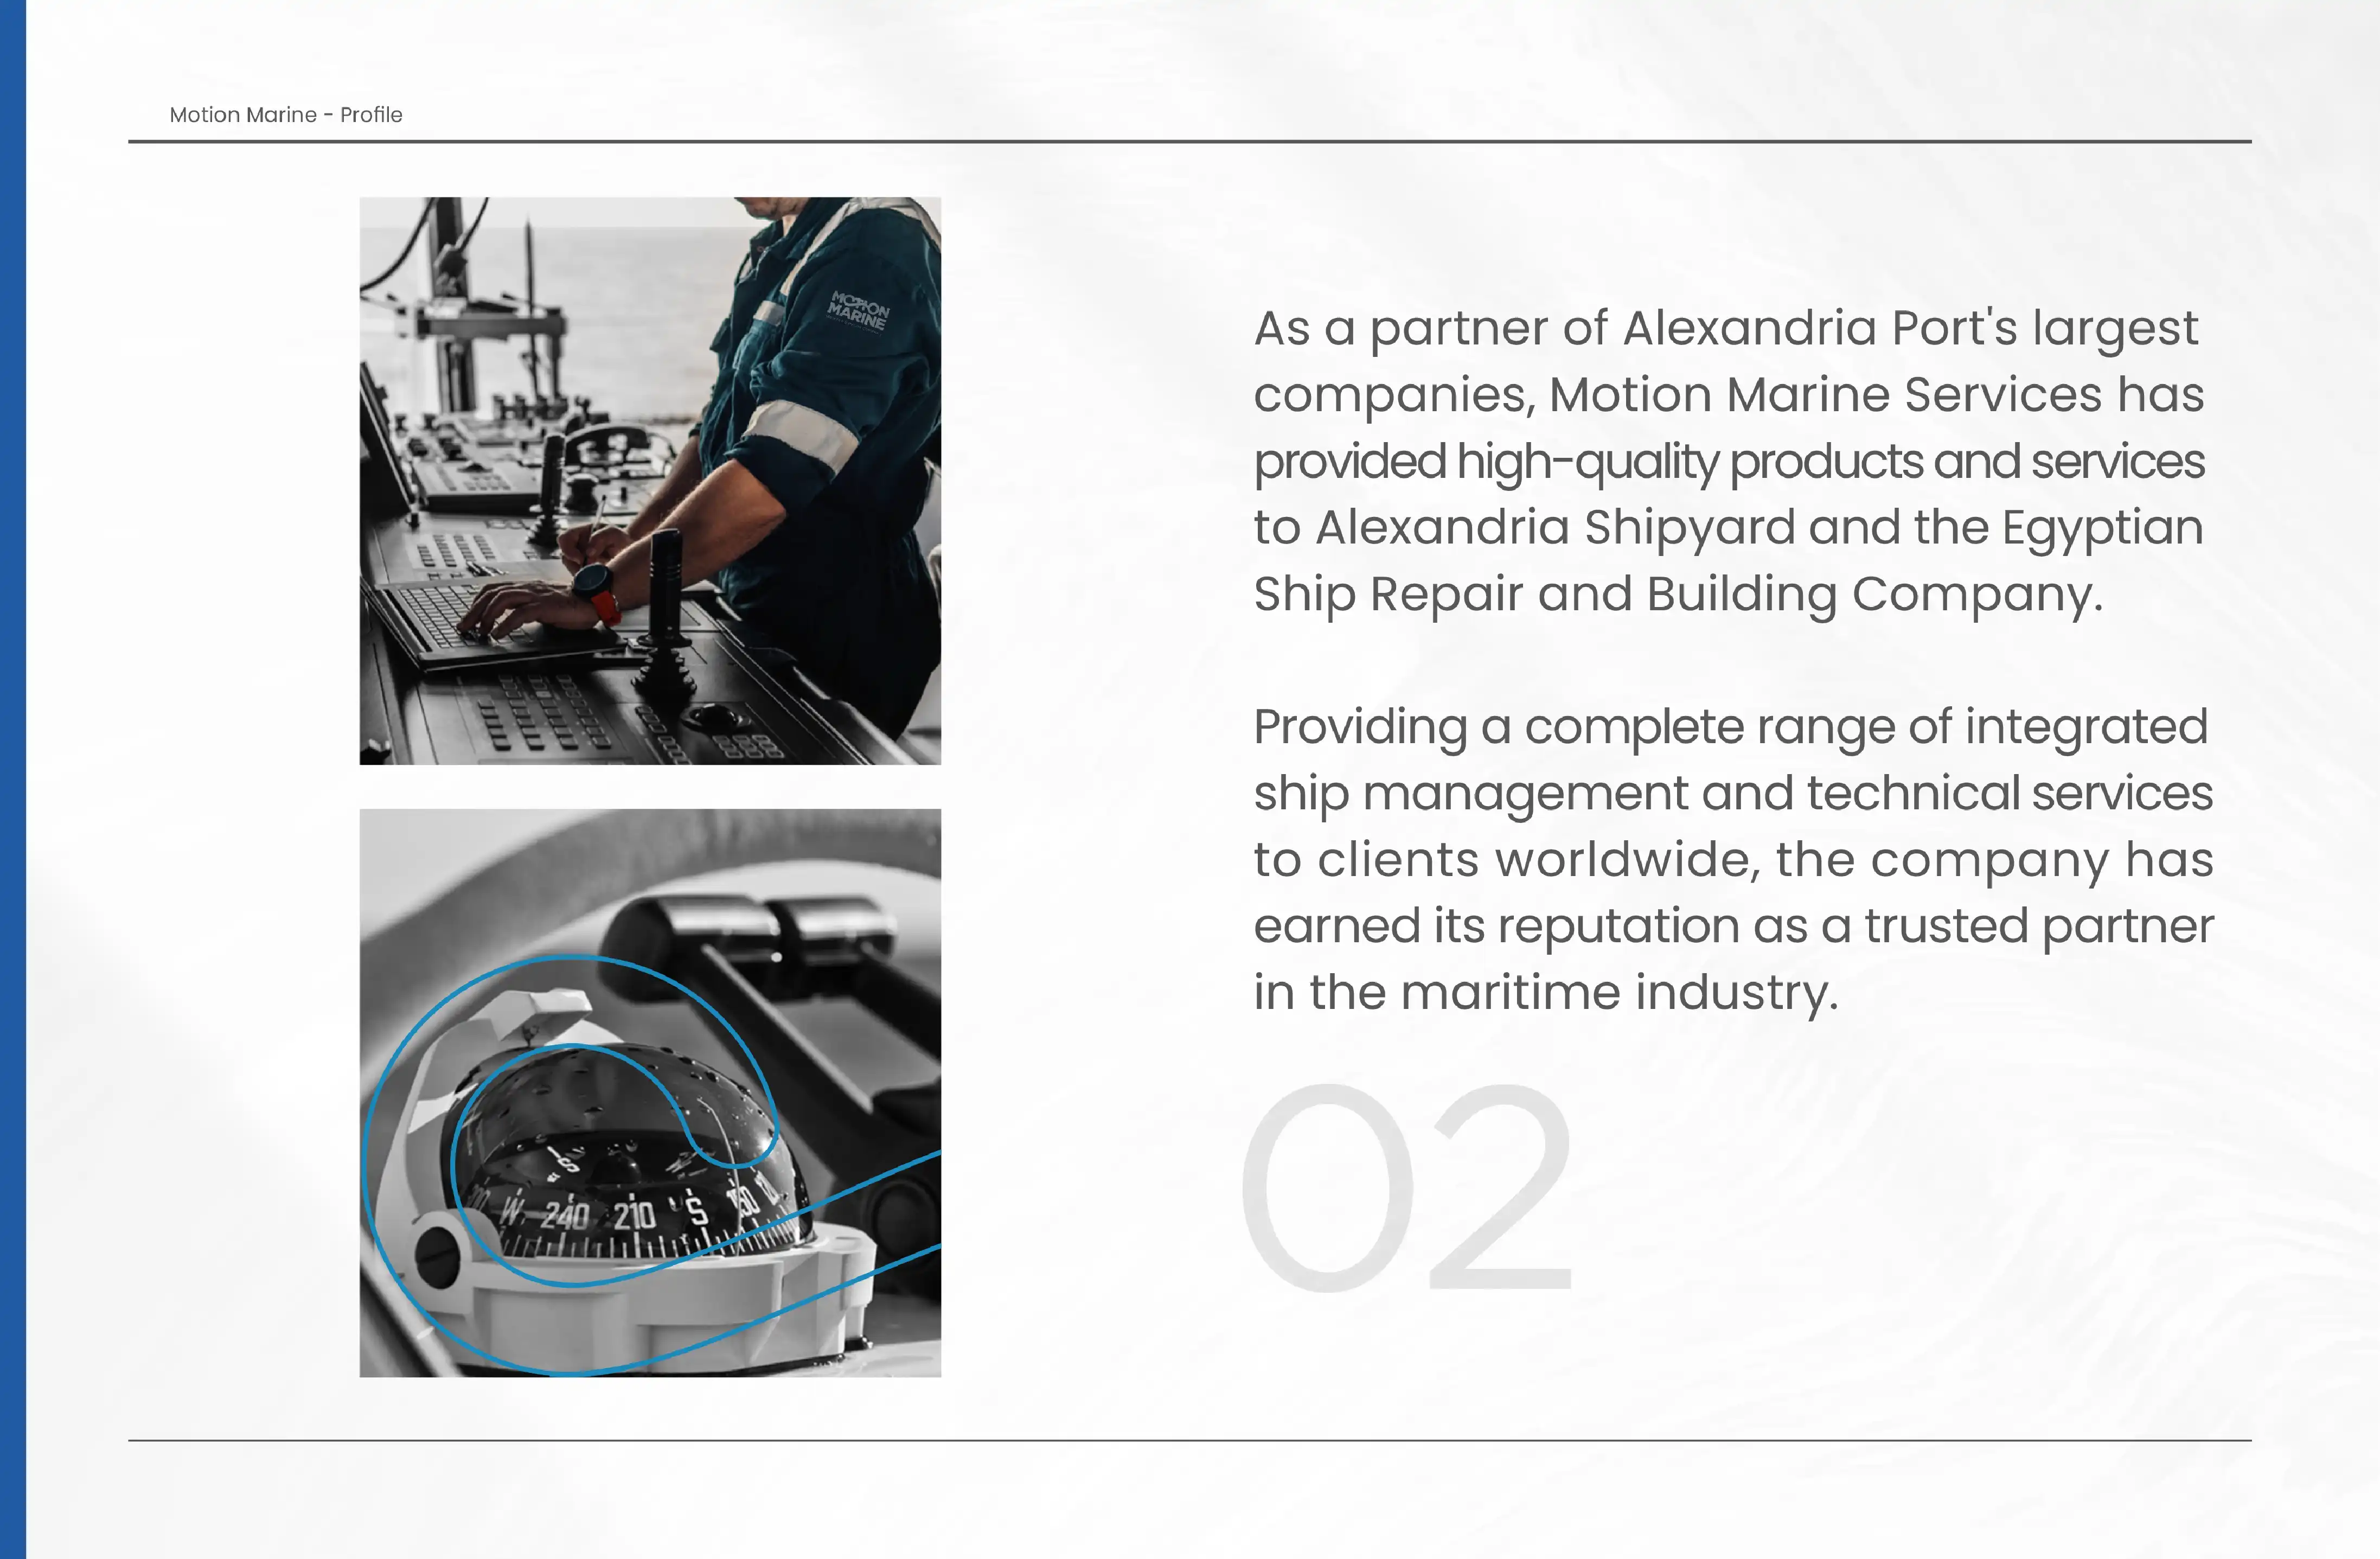 Motion Marine - Profile
MOTION
MARINE
As a partner of Alexandria Port's largest
companies, Motion Marine Services has
provided high-quality products and services
to Alexandria Shipyard and the Egyptian
Ship Repair and Building Company.
Providing a complete range of integrated
ship management and technical services
to clients worldwide, the company has
earned its reputation as a trusted partner
in the maritime industry.
S
W 240 210 S 150 12
02